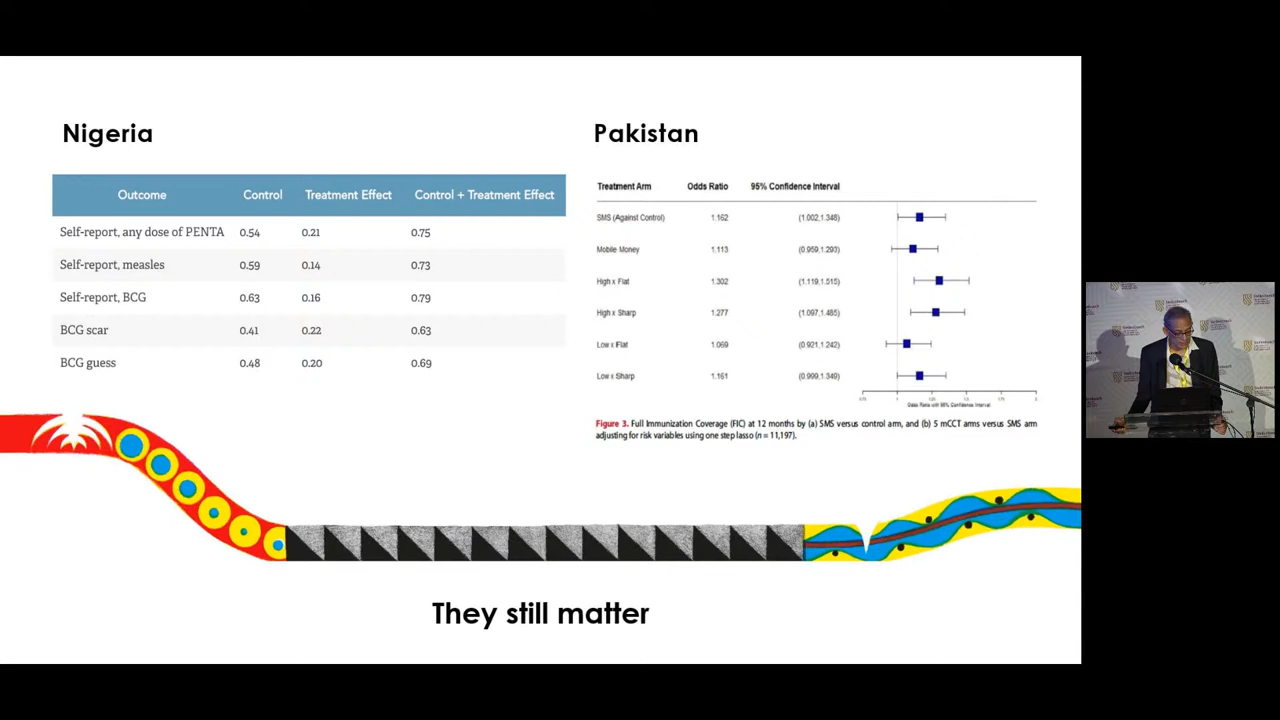 Nigeria
Outcome Control Treatment Effect Control + Treatment Effect
Self-report, any dose of PENTA 0.54 0.21 0.75
Self-report, measles 0.59 0.14 0.73
Self-report, BCG 0.63 0.16 0.79
BCG scar 0.41 0.22 0.63
BCG guess 0.48 0.20 0.69
Pakistan
Treatment Arm Odds Ratio 95% Confidence Interval
SMS (Against Control) 1.162 (1.002,1.348)
Mobile Money 1.113 (0.959,1.293)
High x Flat 1.302 (1.119,1.515)
High x Sharp 1.277 (1.097,1.485)
Low x Flat 1.069 (0.921,1.242)
Low x Sharp 1.161 (0.999,1.349)
Odds Ratio with 95% Confidence Interval
Figure 3. Full Immunization Coverage (FIC) at 12 months by (a) SMS versus control arm, and (b) 5 mCCT arms versus SMS arm
adjusting for risk variables using one step lasso (n = 11,197).
They still matter